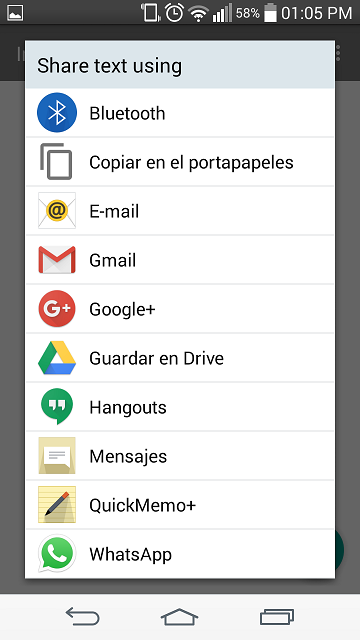 58% 01:05 PM
In
Share text using
Bluetooth
Copiar en el portapapeles
@ E-mail
Gmail
G+ Google+
Guardar en Drive
Hangouts
Mensajes
QuickMemo+
WhatsApp